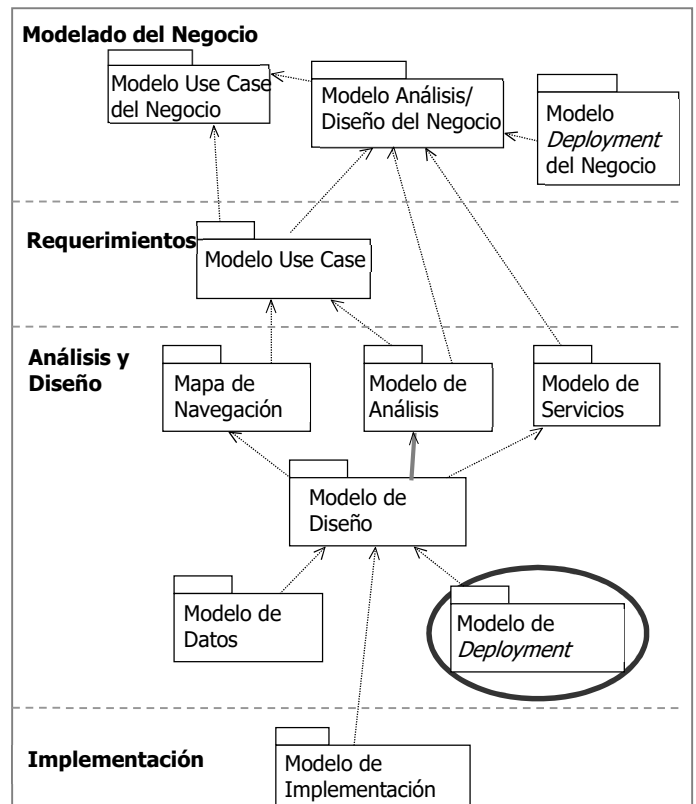 Modelado del Negocio
Modelo Use Case
del Negocio
Modelo Análisis/
Diseño del Negocio
Modelo
Deployment
del Negocio
Requerimientos
Modelo Use Case
Análisis y
Diseño
Mapa de
Navegación
Modelo de
Análisis
Modelo de
Servicios
Modelo de
Diseño
Modelo de
Datos
Modelo de
Deployment
Implementación
Modelo de
Implementación